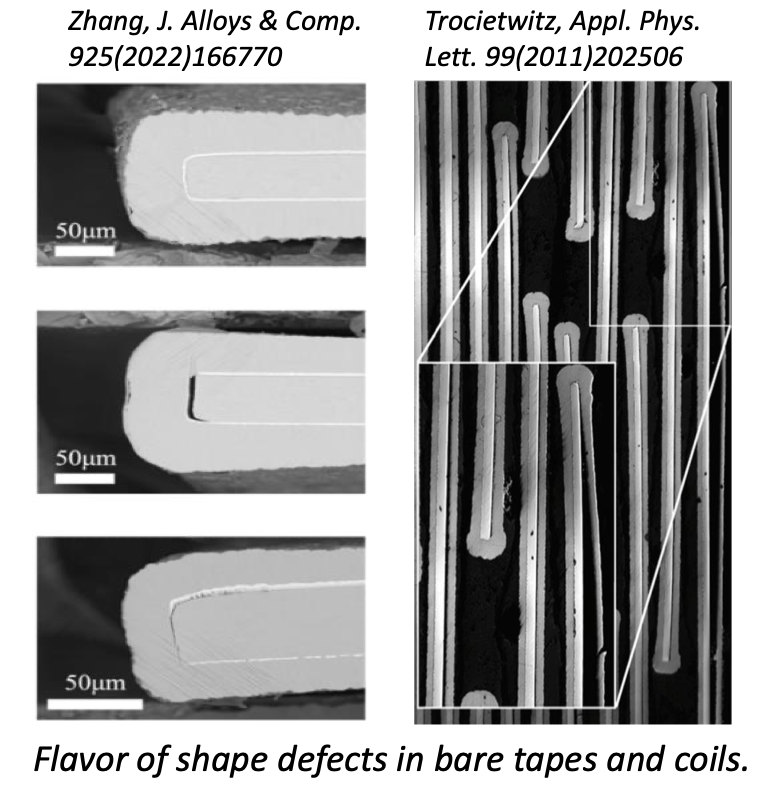 Zhang, J. Alloys & Comp.
925(2022)166770
Trocietwitz, Appl. Phys.
Lett. 99(2011)202506
50μm
50μm
50μm
Flavor of shape defects in bare tapes and coils.